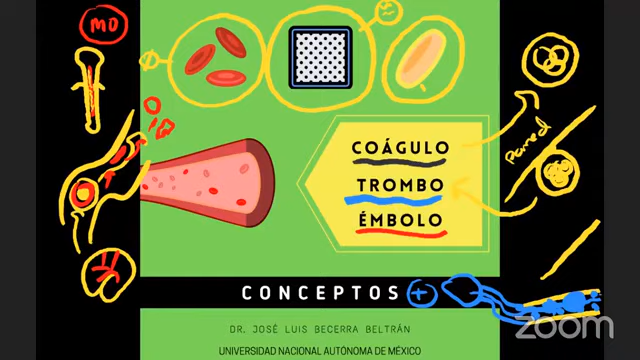 MO
COÁGULO
TROMBO
ÉMBOLO
Pared
CONCEPTOS +
DR. JOSÉ LUIS BECERRA BELTRÁN
UNIVERSIDAD NACIONAL AUTÓNOMA DE MÉXICO
zoom